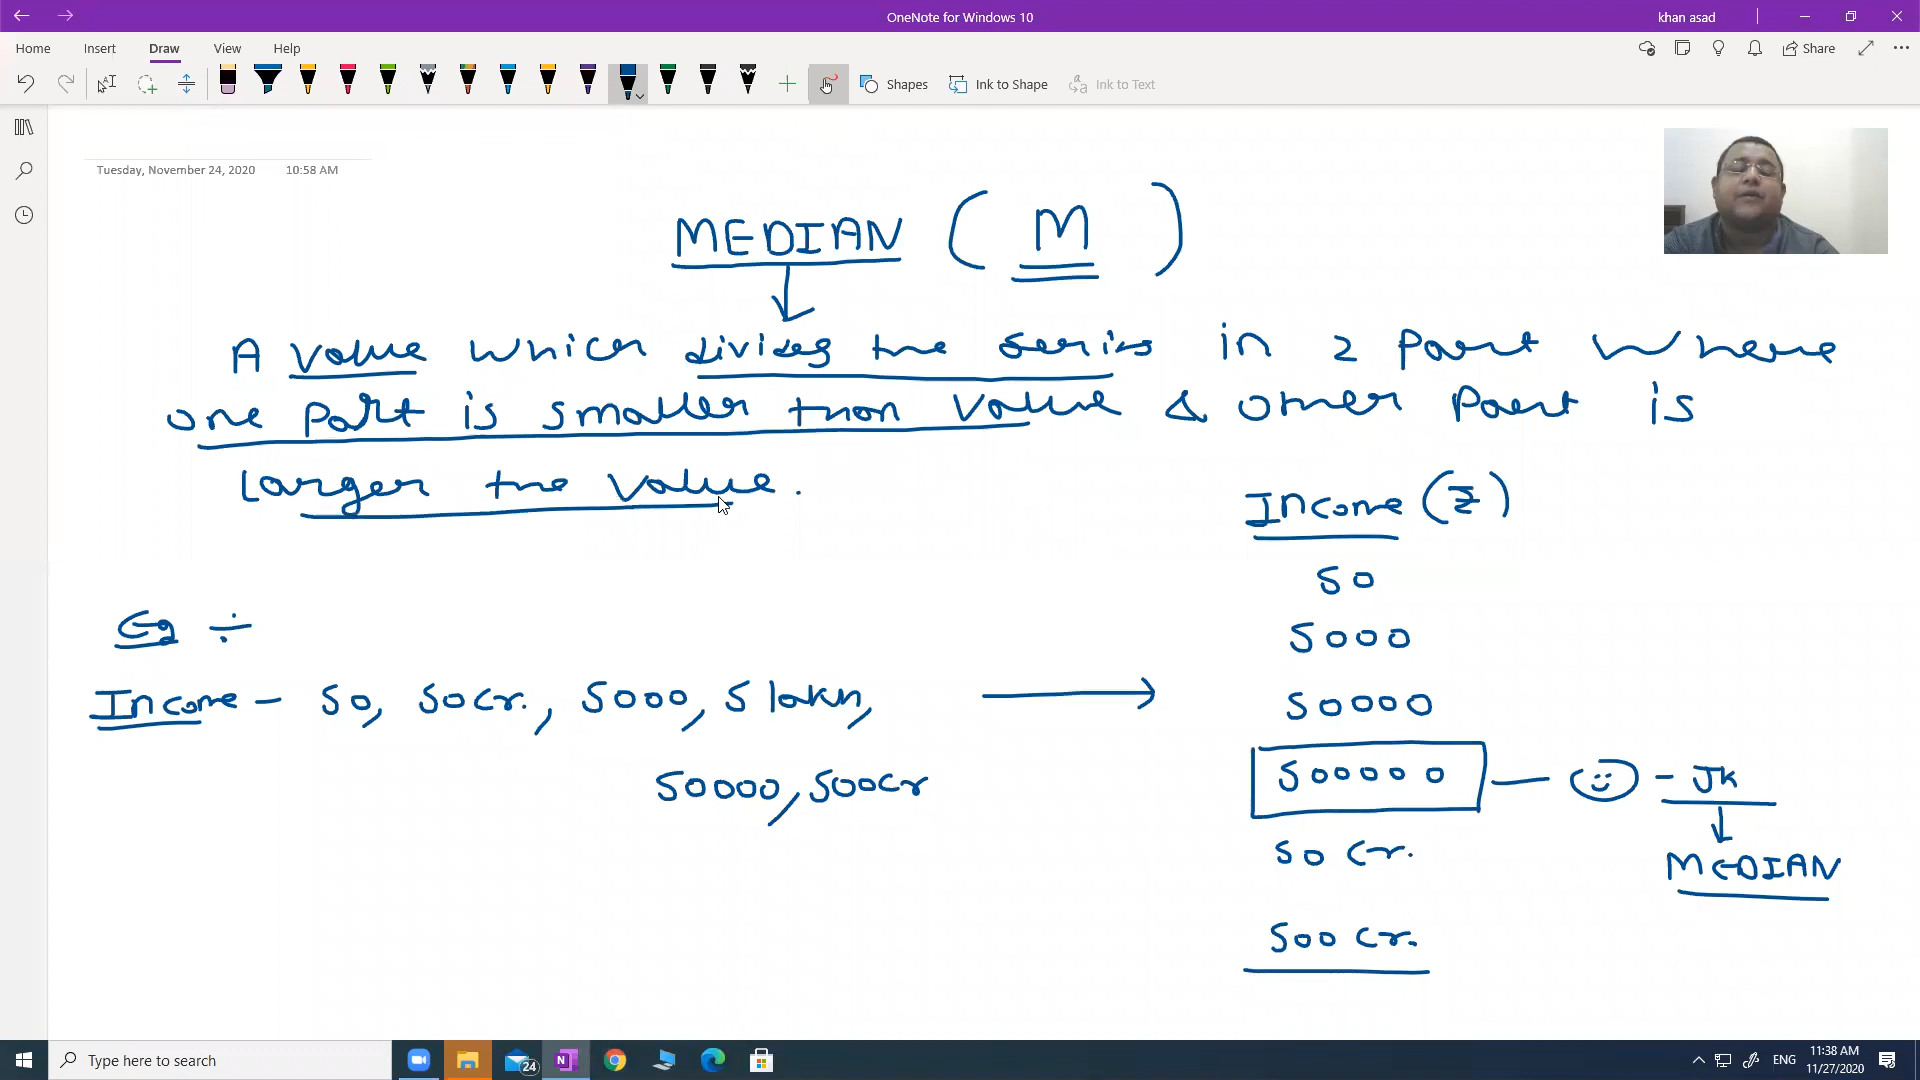 OneNote for Windows 10
khan asad
Home Insert Draw View Help
Share
Shapes Ink to Shape Ink to Text
Tuesday, November 24, 2020 10:58 AM
MEDIAN ( M )
A value which divides the series in 2 part where
one part is smaller than value & other part is
larger the value.
Income (₹)
50
Eg ÷
5000
Income - 50, 50cr., 5000, 5 lakh,
50000
50000, 500cr
500000 — - JK
50 cr.
MEDIAN
500 cr.
Type here to search
24
ENG
11:38 AM
11/27/2020